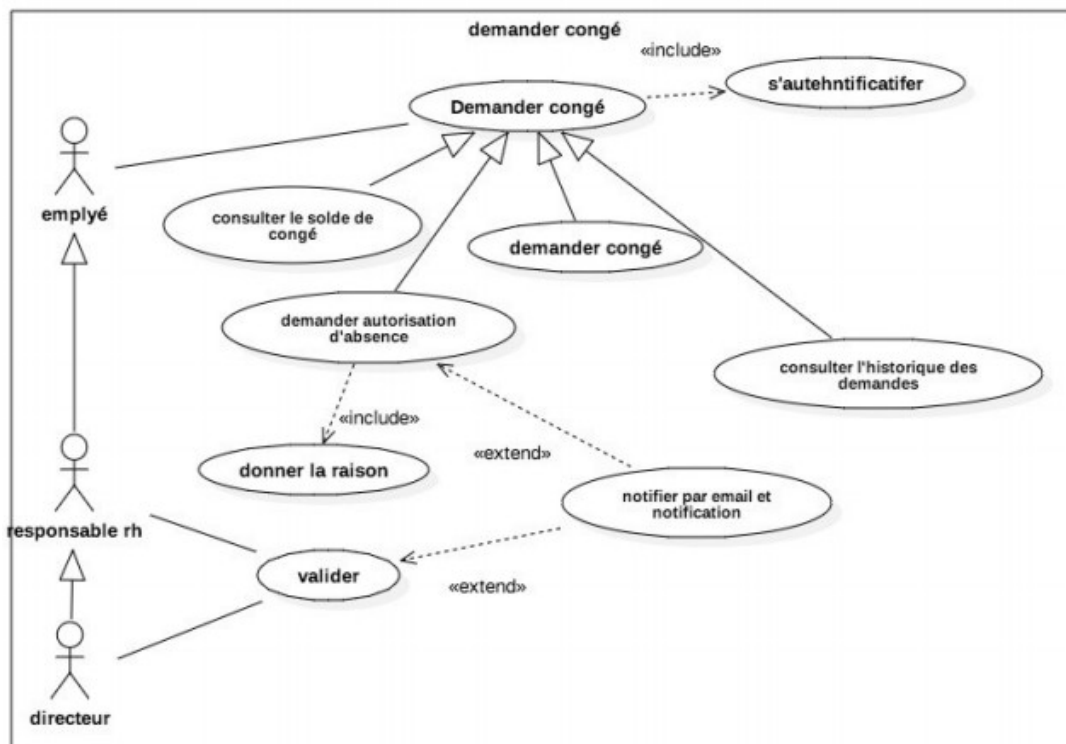 demander congé
«include»
s'autehntificatifer
Demander congé
emplyé
consulter le solde de
congé
demander congé
demander autorisation
d'absence
consulter l'historique des
demandes
«include»
«extend»
donner la raison
notifier par email et
notification
responsable rh
valider
«extend»
directeur